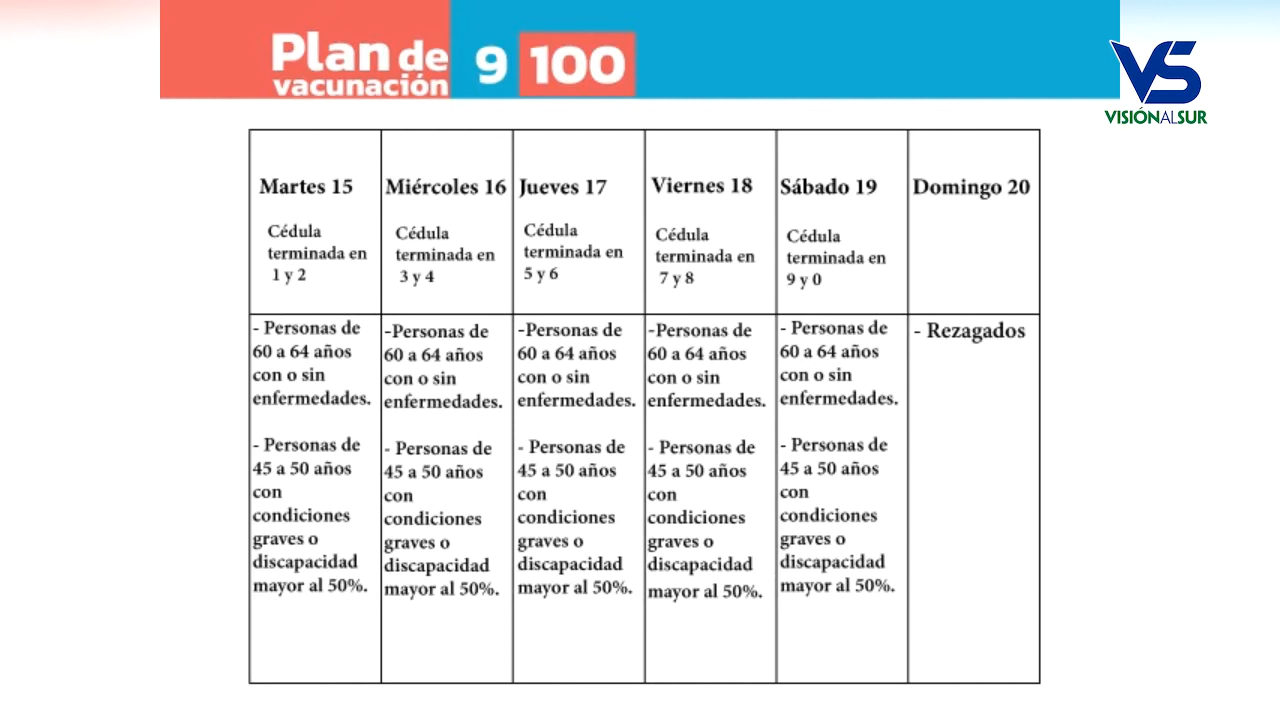 Plan de
vacunación
9 100
VS
VISIÓNALSUR
Martes 15
Cédula
terminada en
1 y 2
Miércoles 16
Cédula
terminada en
3 y 4
Jueves 17
Cédula
terminada en
5 y 6
Viernes 18
Cédula
terminada en
7 y 8
Sábado 19
Cédula
terminada en
9 y 0
Domingo 20
- Personas de
60 a 64 años
con o sin
enfermedades.
- Personas de
45 a 50 años
con
condiciones
graves o
discapacidad
mayor al 50%.
-Personas de
60 a 64 años
con o sin
enfermedades.
- Personas de
45 a 50 años
con
condiciones
graves o
discapacidad
mayor al 50%.
-Personas de
60 a 64 años
con o sin
enfermedades.
- Personas de
45 a 50 años
con
condiciones
graves o
discapacidad
mayor al 50%.
-Personas de
60 a 64 años
con o sin
enfermedades.
- Personas de
45 a 50 años
con
condiciones
graves o
discapacidad
mayor al 50%.
- Personas de
60 a 64 años
con o sin
enfermedades.
- Personas de
45 a 50 años
con
condiciones
graves o
discapacidad
mayor al 50%.
- Rezagados